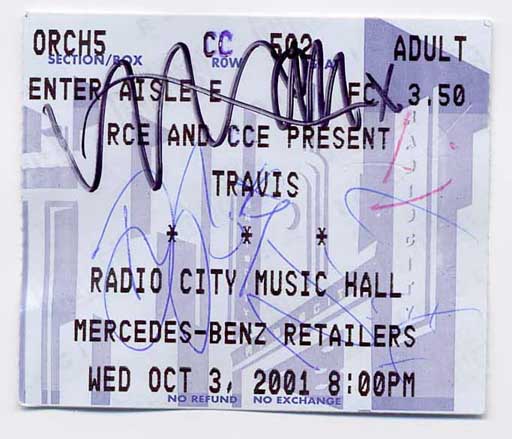 ORCH5 CC 502 ADULT
SECTION/BOX ROW
ENTER AISLE E 3.50
RCE AND CCE PRESENT
TRAVIS
* * *
RADIO CITY MUSIC HALL
MERCEDES-BENZ RETAILERS
WED OCT 3, 2001 8:00PM
NO REFUND NO EXCHANGE